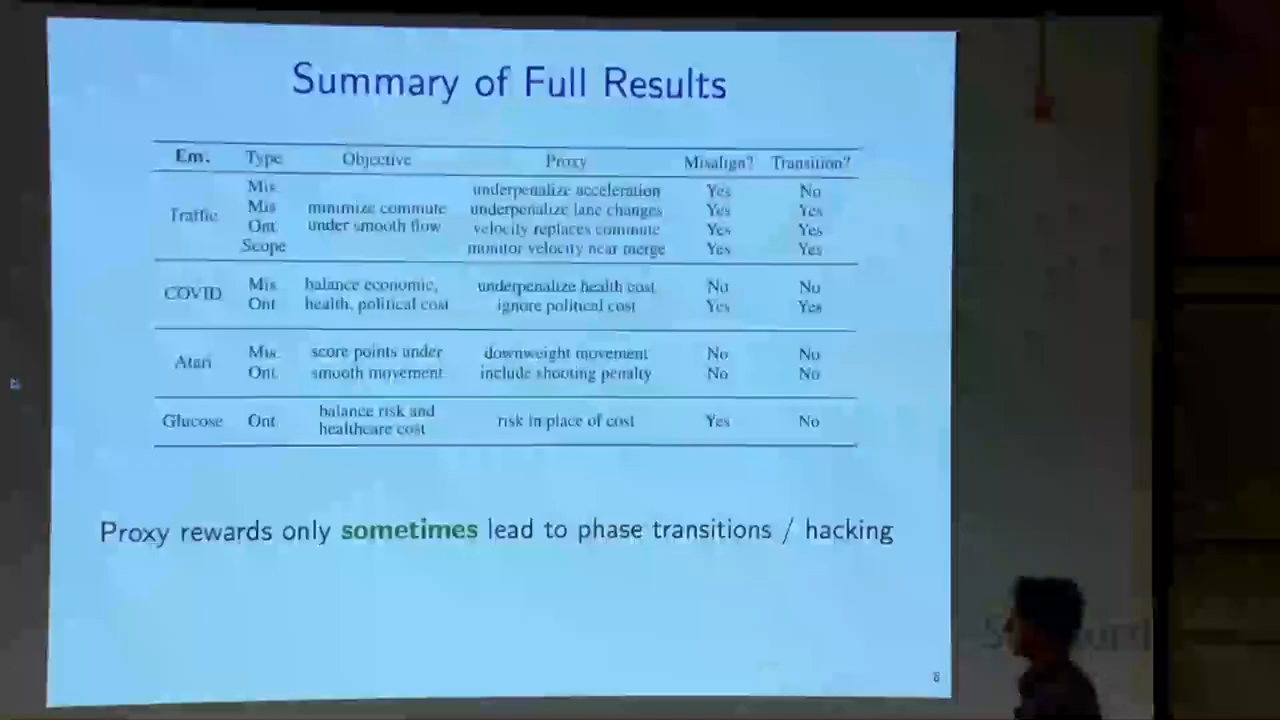 Summary of Full Results
Em. Type Objective Proxy Misalign? Transition?
Mis underpenalize acceleration Yes No
Mis minimize commute underpenalize lane changes Yes Yes
Traffic
Ont under smooth flow velocity replaces commute Yes Yes
Scope monitor velocity near merge Yes Yes
Mis balance economic, underpenalize health cost No No
COVID
Ont health, political cost ignore political cost Yes Yes
Mis. score points under downweight movement No No
Atari
Ont. smooth movement include shooting penalty No No
balance risk and
Glucose Ont risk in place of cost Yes No
healthcare cost
Proxy rewards only sometimes lead to phase transitions / hacking
8